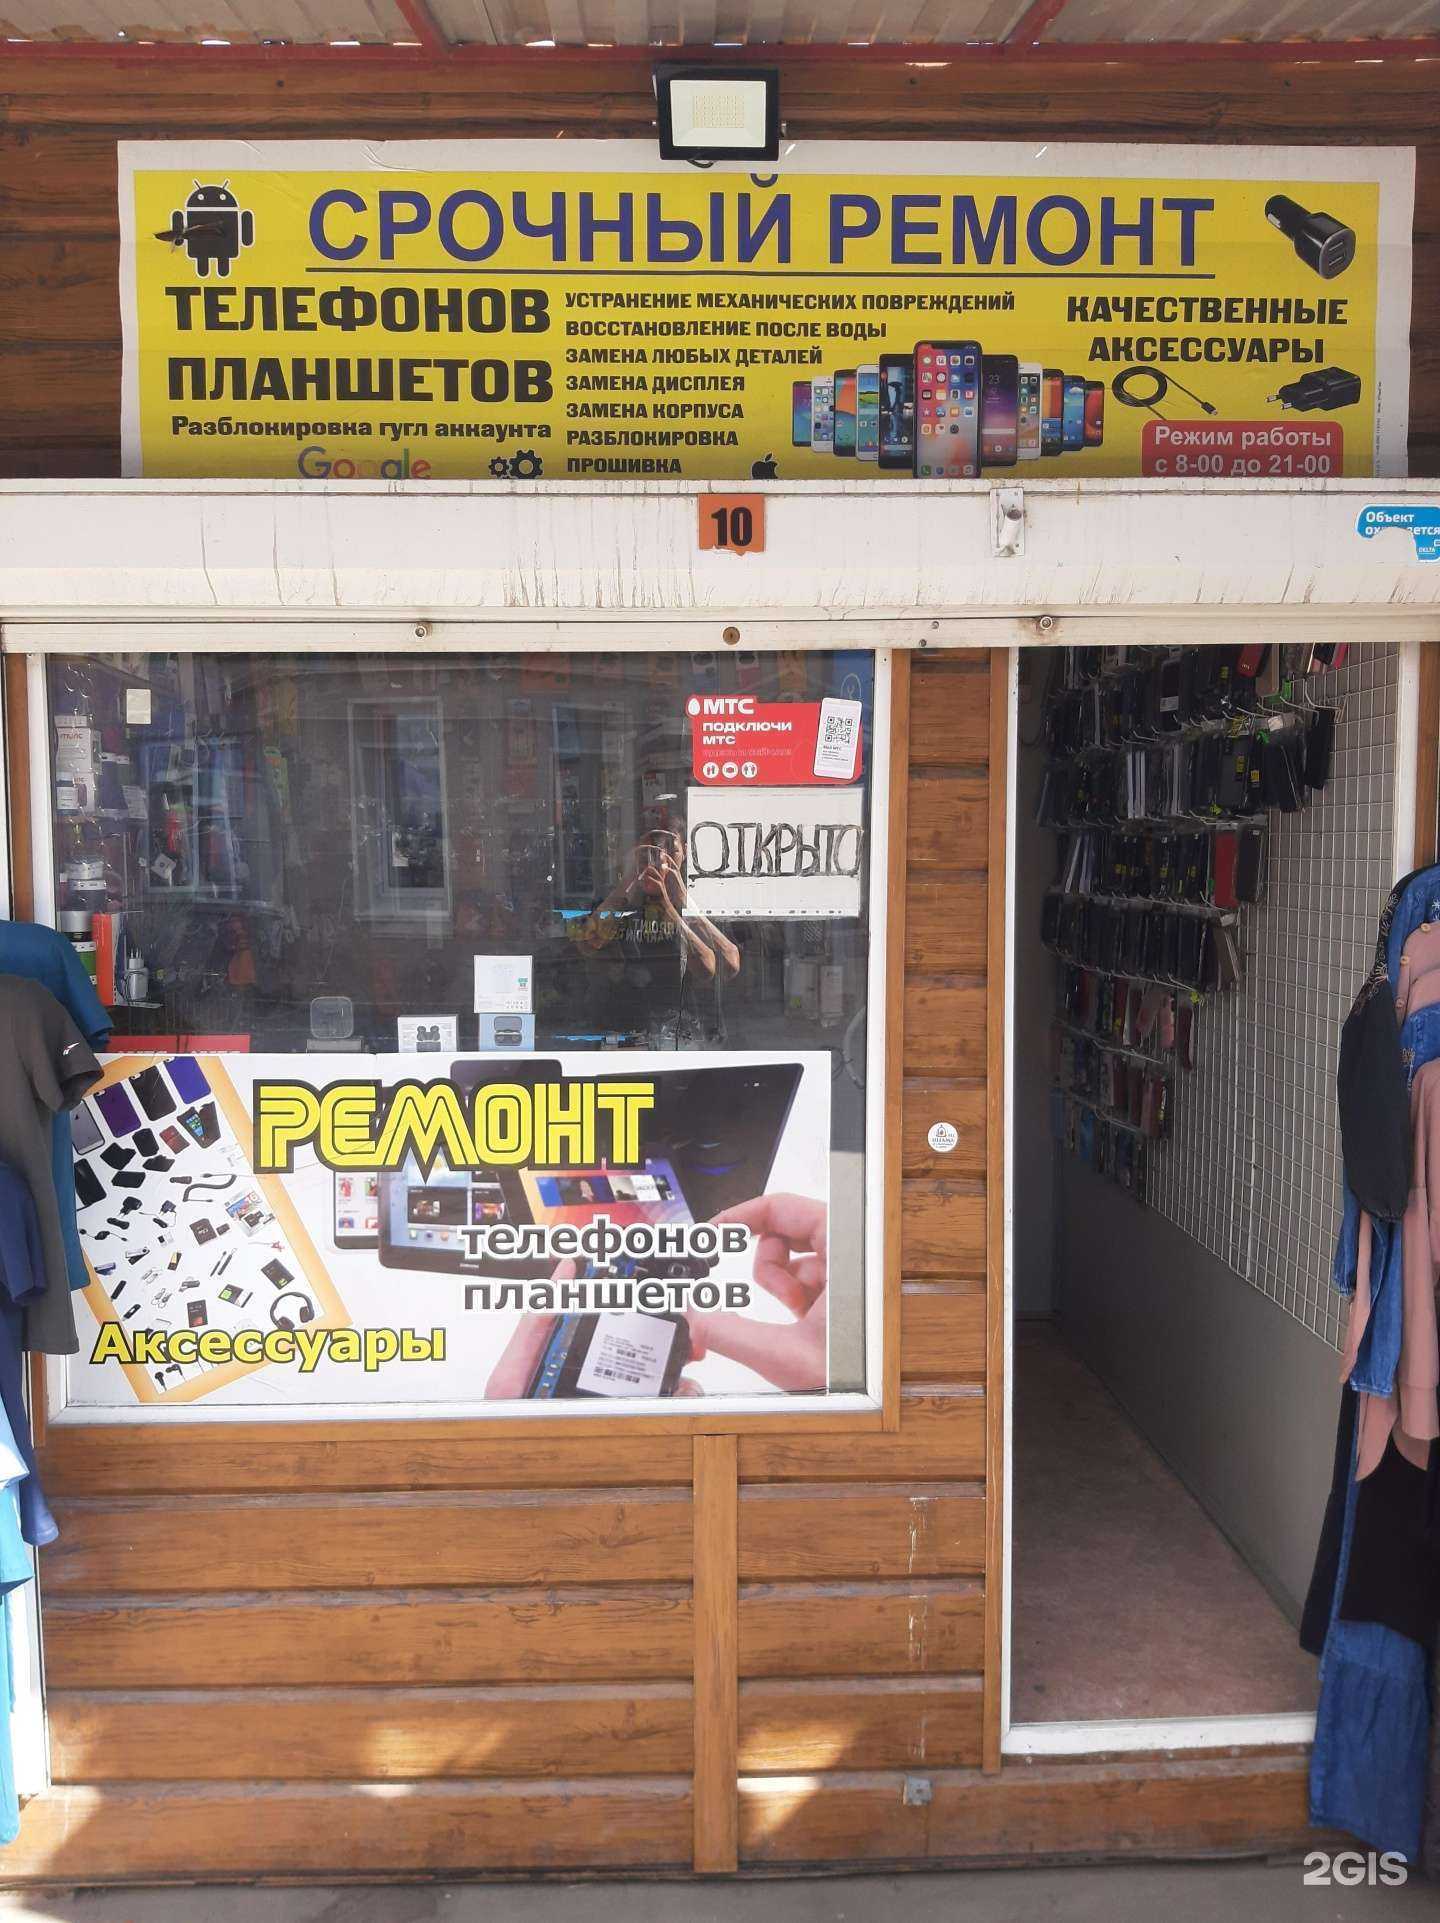 СРОЧНЫЙ РЕМОНТ
ТЕЛЕФОНОВ
ПЛАНШЕТОВ
Разблокировка гугл аккаунта
Google
УСТРАНЕНИЕ МЕХАНИЧЕСКИХ ПОВРЕЖДЕНИЙ
ВОССТАНОВЛЕНИЕ ПОСЛЕ ВОДЫ
ЗАМЕНА ЛЮБЫХ ДЕТАЛЕЙ
ЗАМЕНА ДИСПЛЕЯ
ЗАМЕНА КОРПУСА
РАЗБЛОКИРОВКА
ПРОШИВКА
КАЧЕСТВЕННЫЕ
АКСЕССУАРЫ
Режим работы
с 8-00 до 21-00
10
Объект
DELTA
МТС
ПОДКЛЮЧИ
МТС
ОТКРЫТО
РЕМОНТ
телефонов
планшетов
Аксессуары
2GIS